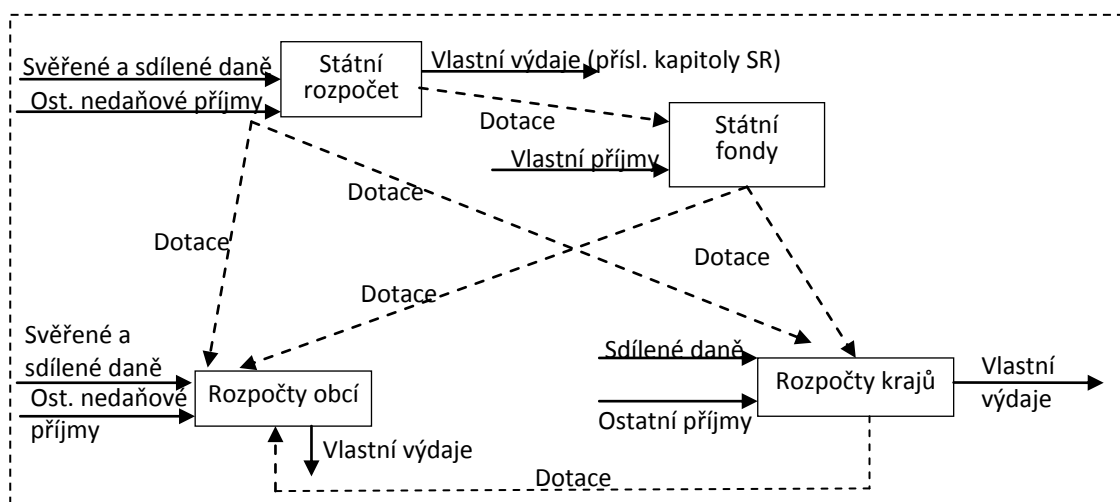 Svěřené a sdílené daně
Ost. nedaňové příjmy
Státní
rozpočet
Vlastní výdaje (přísl. kapitoly SR)
Dotace
Státní
fondy
Vlastní příjmy
Dotace
Dotace
Dotace
Dotace
Svěřené a
sdílené daně
Ost. nedaňové
příjmy
Rozpočty obcí
Vlastní výdaje
Sdílené daně
Ostatní příjmy
Rozpočty krajů
Vlastní
výdaje
Dotace